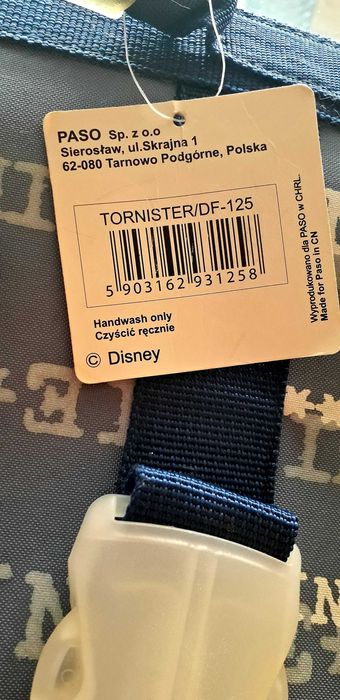 PASO Sp. z o.o
Sierosław, ul.Skrajna 1
62-080 Tarnowo Podgórne, Polska
TORNISTER/DF-125
5 903162 931258
Handwash only
Czyścić ręcznie
© Disney
Wyprodukowano dla PASO w CHRL.
Made for Paso in CN